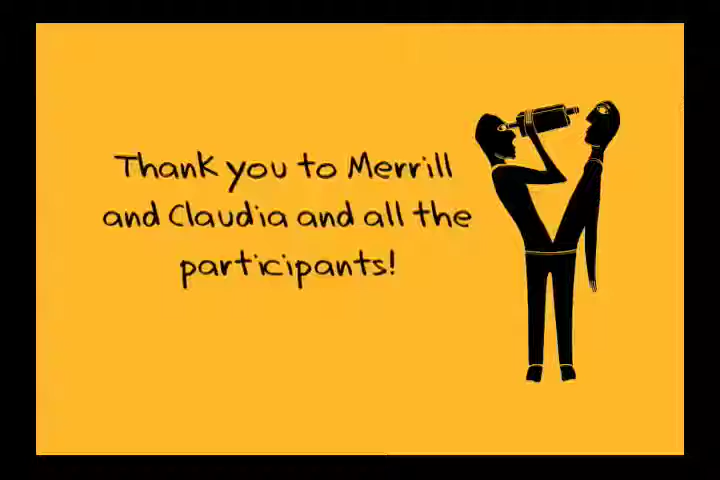 Thank you to Merrill
and Claudia and all the
participants!